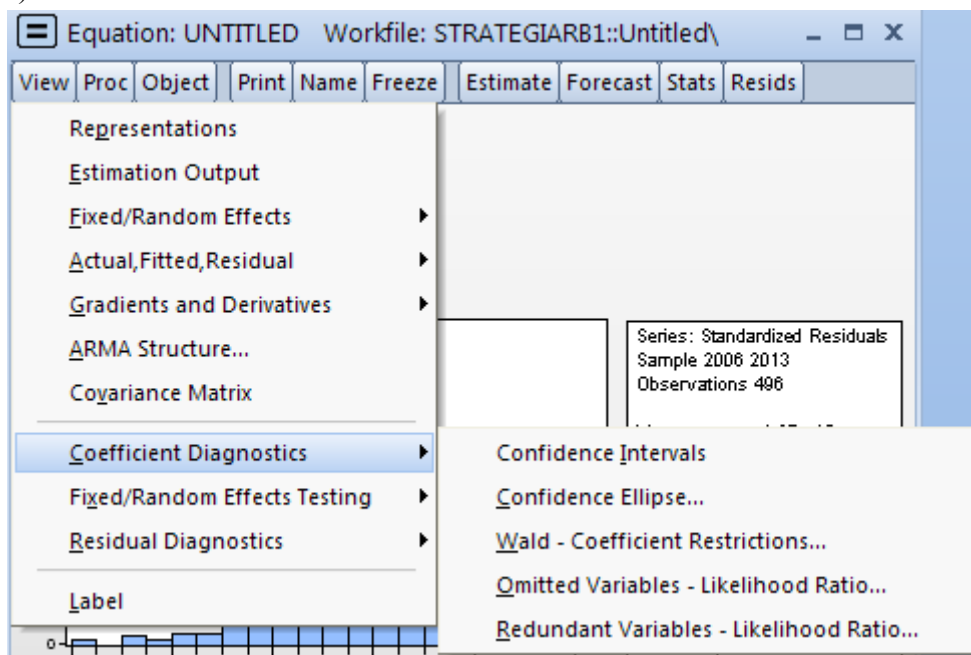 Equation: UNTITLED Workfile: STRATEGIARB1::Untitled\
View Proc Object Print Name Freeze Estimate Forecast Stats Resids
Representations
Estimation Output
Fixed/Random Effects
Actual,Fitted,Residual
Gradients and Derivatives
ARMA Structure...
Covariance Matrix
Coefficient Diagnostics
Fixed/Random Effects Testing
Residual Diagnostics
Label
Series: Standardized Residuals
Sample 2006 2013
Observations 496
Confidence Intervals
Confidence Ellipse...
Wald - Coefficient Restrictions...
Omitted Variables - Likelihood Ratio...
Redundant Variables - Likelihood Ratio...
0